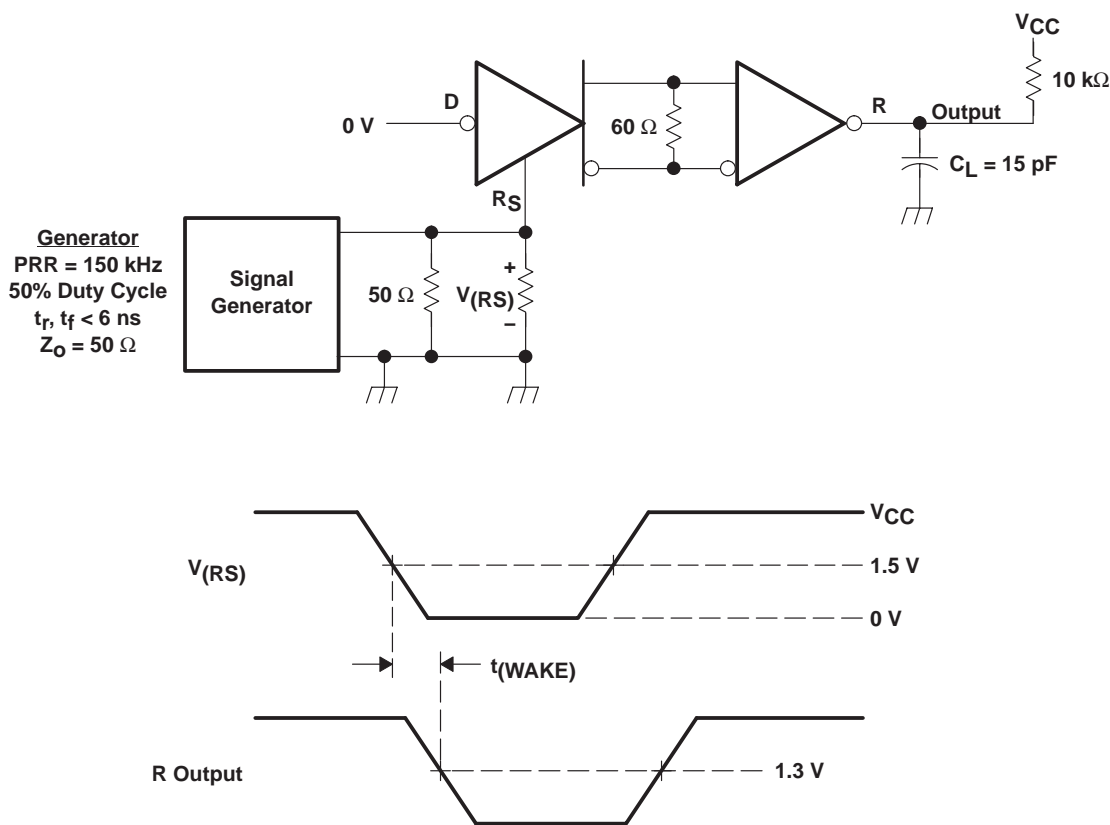 VCC
10 kΩ
D
0 V
60 Ω
R
Output
CL = 15 pF
RS
Generator
PRR = 150 kHz
50% Duty Cycle
tr, tf < 6 ns
Zo = 50 Ω
Signal
Generator
50 Ω
+
V(RS)
–
VCC
V(RS)
1.5 V
0 V
t(WAKE)
R Output
1.3 V